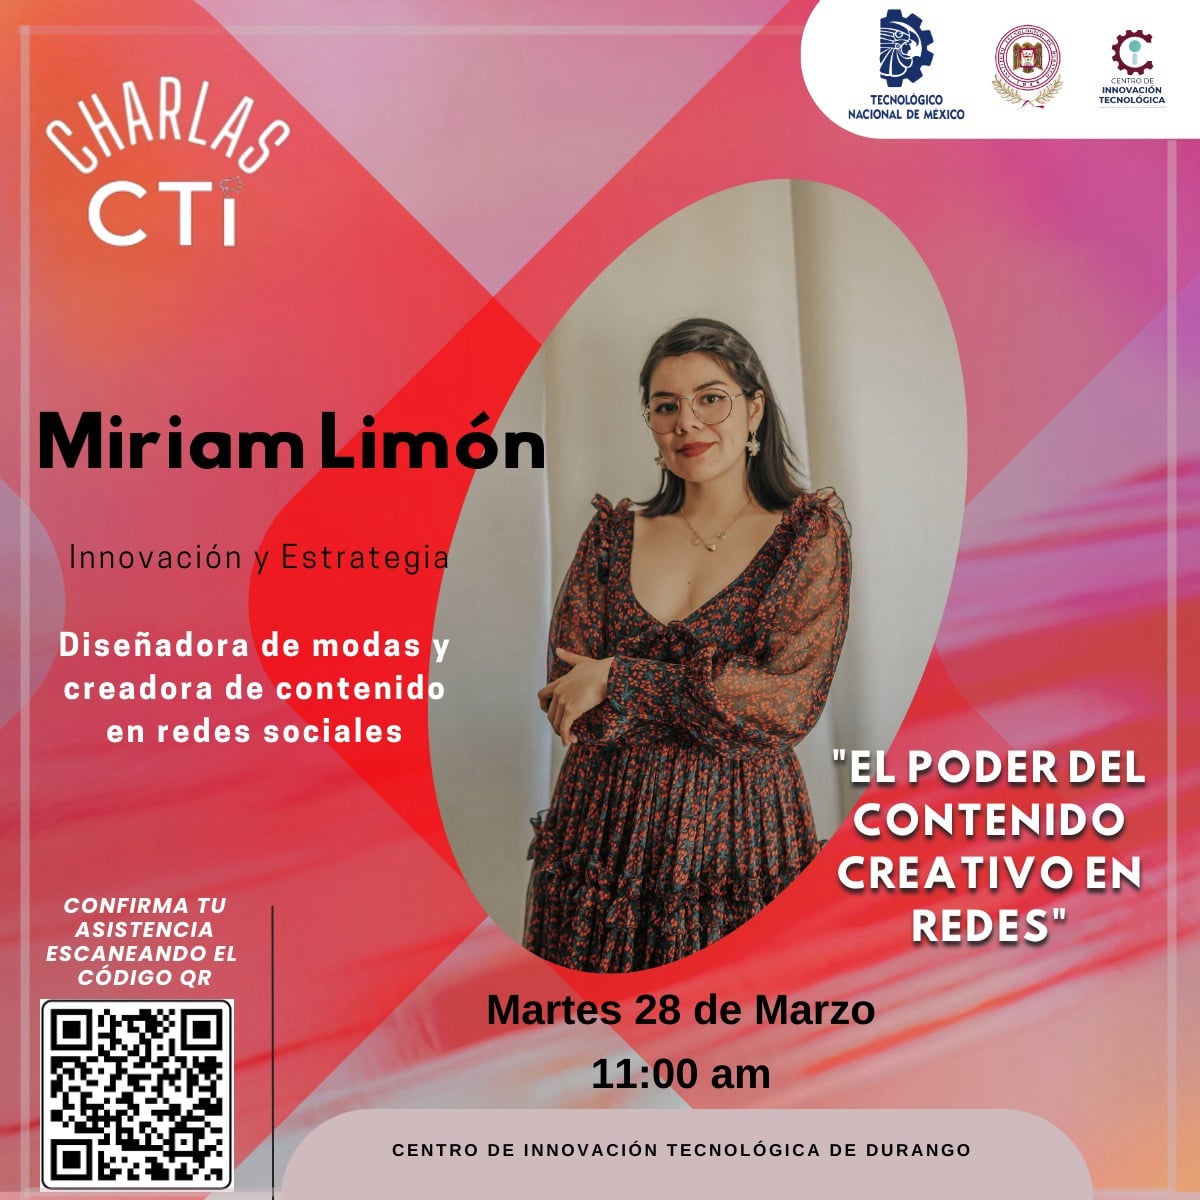 CHARLAS
CTi
TECNOLÓGICO
NACIONAL DE MÉXICO
CENTRO DE
INNOVACIÓN
TECNOLÓGICA
Miriam Limón
Innovación y Estrategia
Diseñadora de modas y
creadora de contenido
en redes sociales
"EL PODER DEL
CONTENIDO
CREATIVO EN
REDES"
CONFIRMA TU
ASISTENCIA
ESCANEANDO EL
CÓDIGO QR
Martes 28 de Marzo
11:00 am
CENTRO DE INNOVACIÓN TECNOLÓGICA DE DURANGO